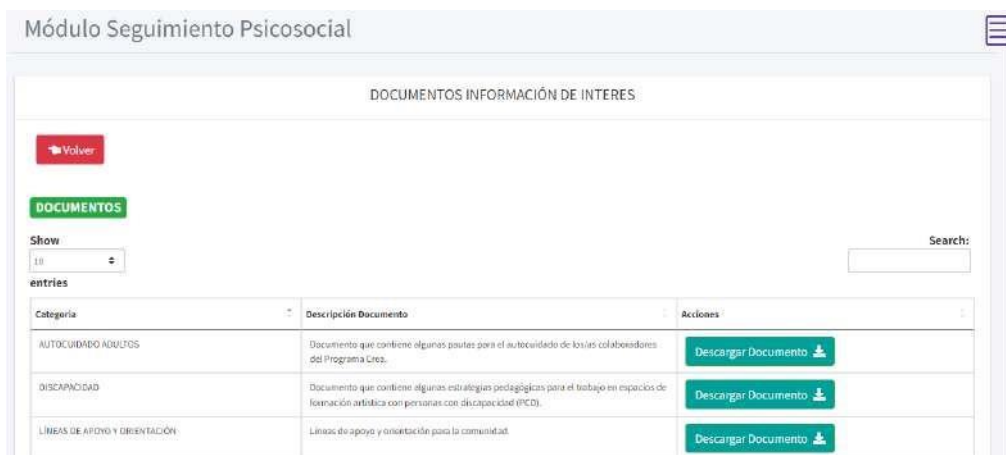 Módulo Seguimiento Psicosocial
DOCUMENTOS INFORMACIÓN DE INTERES
Volver
DOCUMENTOS
Show
10
entries
Search:
Categoria
Descripción Documento
Acciones
AUTOCUIDADO ADULTOS
Documento que contiene algunas pautas para el autocuidado de los/as colaboradores
del Programa Crea.
Descargar Documento
DISCAPACIDAD
Documento que contiene algunas estrategias pedagógicas para el trabajo en espacios de
formación artística con personas con discapacidad (PCD).
Descargar Documento
LÍNEAS DE APOYO Y ORIENTACIÓN
Líneas de apoyo y orientación para la comunidad.
Descargar Documento